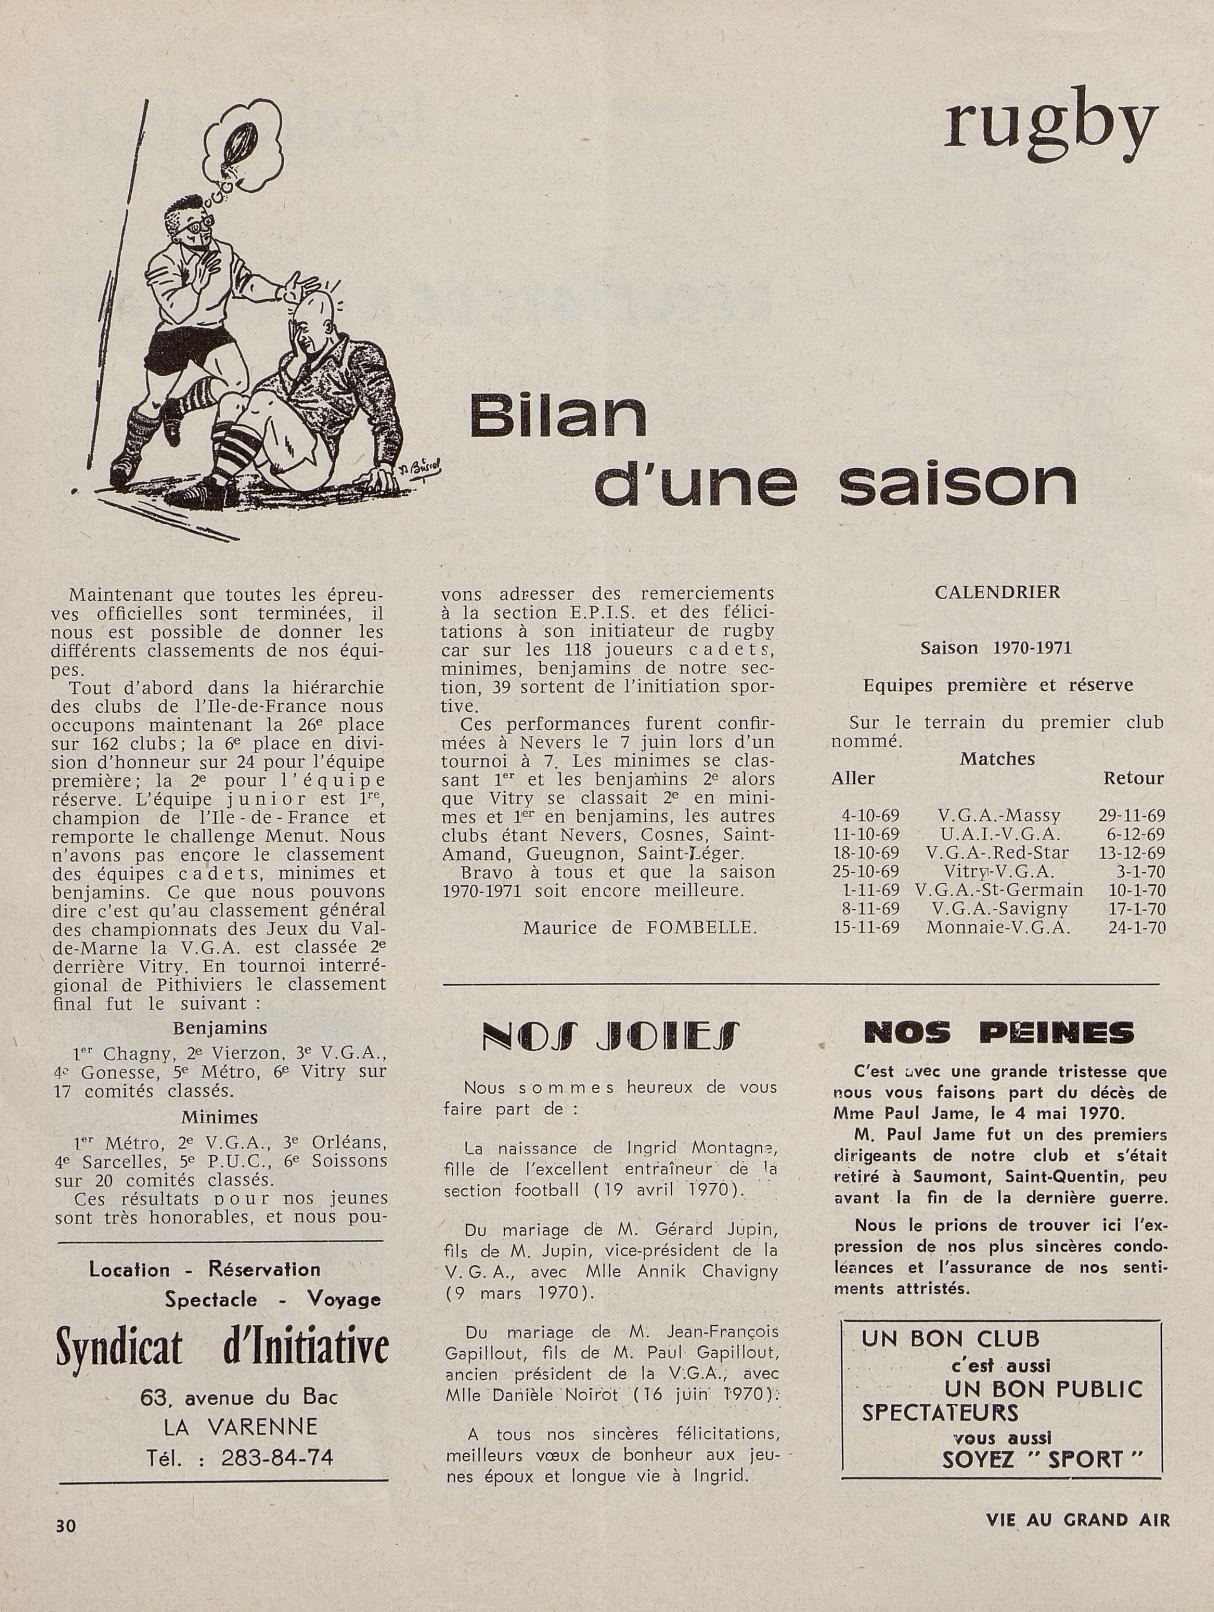 rugby
N. Busiol
Bilan
d'une saison
Maintenant que toutes les épreu-
ves officielles sont terminées, il
nous est possible de donner les
différents classements de nos équi-
pes.
Tout d'abord dans la hiérarchie
des clubs de l'Ile-de-France nous
occupons maintenant la 26e place
sur 162 clubs; la 6e place en divi-
sion d'honneur sur 24 pour l'équipe
première; la 2e pour l'équipe
réserve. L'équipe junior est 1re,
champion de l'Ile-de-France et
remporte le challenge Menut. Nous
n'avons pas encore le classement
des équipes cadets, minimes et
benjamins. Ce que nous pouvons
dire c'est qu'au classement général
des championnats des Jeux du Val-
de-Marne la V.G.A. est classée 2e
derrière Vitry. En tournoi interré-
gional de Pithiviers le classement
final fut le suivant :
Benjamins
1er Chagny, 2e Vierzon, 3e V.G.A.,
4e Gonesse, 5e Métro, 6e Vitry sur
17 comités classés.
Minimes
1er Métro, 2e V.G.A., 3e Orléans,
4e Sarcelles, 5e P.U.C., 6e Soissons
sur 20 comités classés.
Ces résultats pour nos jeunes
sont très honorables, et nous pou-
vons adresser des remerciements
à la section E.P.I.S. et des félici-
tations à son initiateur de rugby
car sur les 118 joueurs cadets,
minimes, benjamins de notre sec-
tion, 39 sortent de l'initiation spor-
tive.
Ces performances furent confir-
mées à Nevers le 7 juin lors d'un
tournoi à 7. Les minimes se clas-
sant 1er et les benjamins 2e alors
que Vitry se classait 2e en mini-
mes et 1er en benjamins, les autres
clubs étant Nevers, Cosnes, Saint-
Amand, Gueugnon, Saint-Léger.
Bravo à tous et que la saison
1970-1971 soit encore meilleure.
Maurice de FOMBELLE.
CALENDRIER
Saison 1970-1971
Equipes première et réserve
Sur le terrain du premier club
nommé.
Matches
Aller Retour
4-10-69 V.G.A.-Massy 29-11-69
11-10-69 U.A.I.-V.G.A. 6-12-69
18-10-69 V.G.A-.Red-Star 13-12-69
25-10-69 Vitry-V.G.A. 3-1-70
1-11-69 V.G.A.-St-Germain 10-1-70
8-11-69 V.G.A.-Savigny 17-1-70
15-11-69 Monnaie-V.G.A. 24-1-70
Location - Réservation
Spectacle - Voyage
Syndicat d'Initiative
63, avenue du Bac
LA VARENNE
Tél. : 283-84-74
NOS JOIES
Nous sommes heureux de vous
faire part de :
La naissance de Ingrid Montagne,
fille de l'excellent entraîneur de la
section football (19 avril 1970).
Du mariage de M. Gérard Jupin,
fils de M. Jupin, vice-président de la
V.G.A., avec Mlle Annik Chavigny
(9 mars 1970).
Du mariage de M. Jean-François
Gapillout, fils de M. Paul Gapillout,
ancien président de la V.G.A., avec
Mlle Danièle Noirot (16 juin 1970).
A tous nos sincères félicitations,
meilleurs vœux de bonheur aux jeu-
nes époux et longue vie à Ingrid.
NOS PEINES
C'est avec une grande tristesse que
nous vous faisons part du décès de
Mme Paul Jame, le 4 mai 1970.
M. Paul Jame fut un des premiers
dirigeants de notre club et s'était
retiré à Saumont, Saint-Quentin, peu
avant la fin de la dernière guerre.
Nous le prions de trouver ici l'ex-
pression de nos plus sincères condo-
léances et l'assurance de nos senti-
ments attristés.
UN BON CLUB
c'est aussi
UN BON PUBLIC
SPECTATEURS
vous aussi
SOYEZ " SPORT "
30
VIE AU GRAND AIR